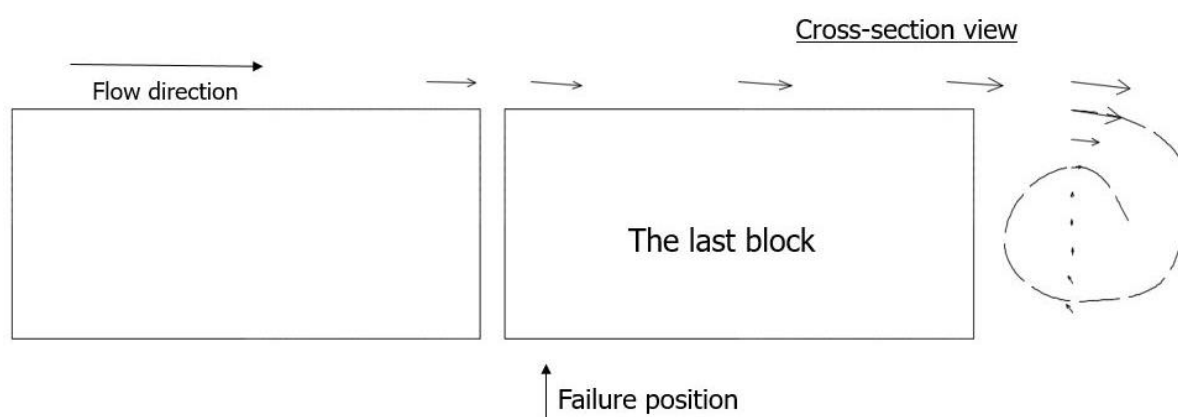 Cross-section view
Flow direction
The last block
Failure position